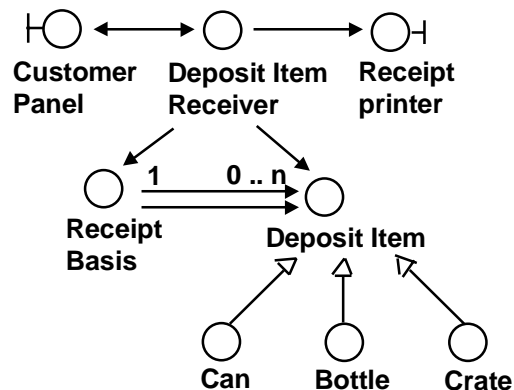 Customer Panel
Deposit Item Receiver
Receipt printer
1
0 .. n
Receipt Basis
Deposit Item
Can
Bottle
Crate